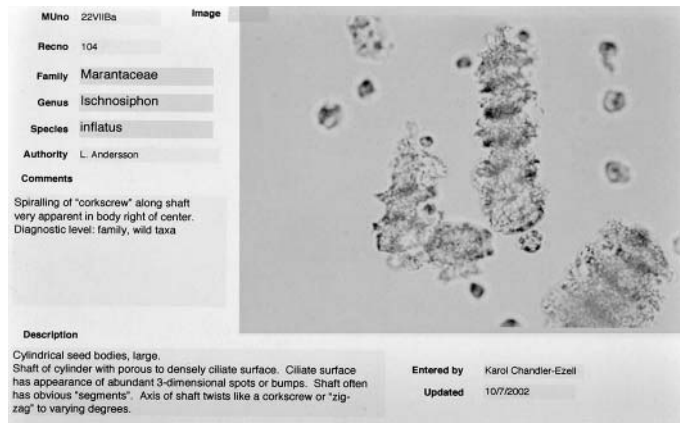 MUno 22VIIBa Image
Recno 104
Family Marantaceae
Genus Ischnosiphon
Species inflatus
Authority L. Andersson
Comments
Spiralling of "corkscrew" along shaft
very apparent in body right of center.
Diagnostic level: family, wild taxa
Description
Cylindrical seed bodies, large.
Shaft of cylinder with porous to densely ciliate surface. Ciliate surface
has appearance of abundant 3-dimensional spots or bumps. Shaft often
has obvious "segments". Axis of shaft twists like a corkscrew or "zig-
zag" to varying degrees.
Entered by Karol Chandler-Ezell
Updated 10/7/2002